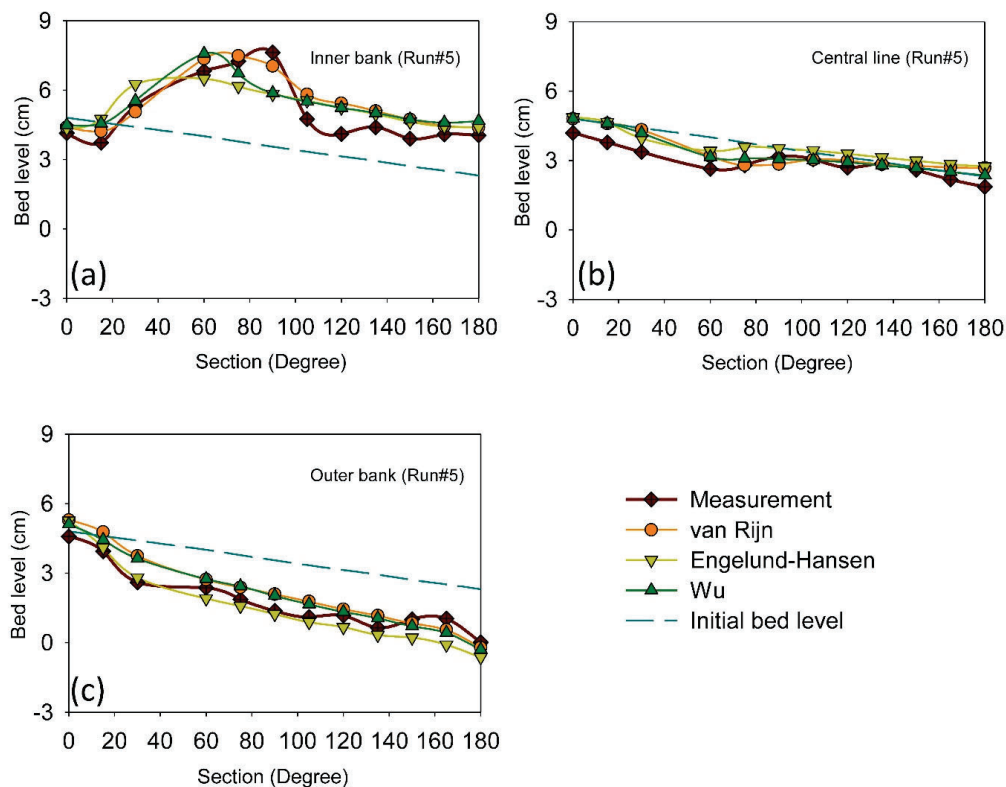 9
6
3
0
-3
Bed level (cm)
Inner bank (Run#5)
(a)
0 20 40 60 80 100 120 140 160 180
Section (Degree)
9
6
3
0
-3
Bed level (cm)
Central line (Run#5)
(b)
0 20 40 60 80 100 120 140 160 180
Section (Degree)
9
6
3
0
-3
Bed level (cm)
Outer bank (Run#5)
(c)
0 20 40 60 80 100 120 140 160 180
Section (Degree)
Measurement
van Rijn
Engelund-Hansen
Wu
Initial bed level